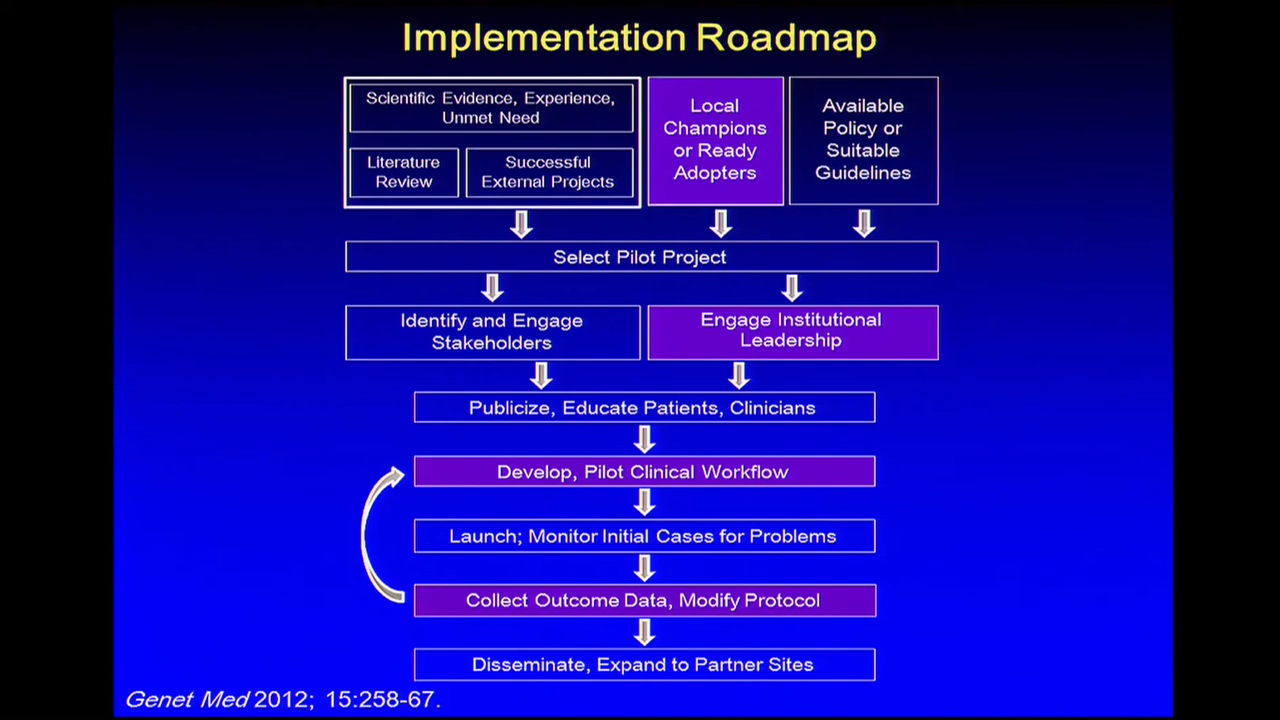 Implementation Roadmap
Scientific Evidence, Experience,
Unmet Need
Literature
Review
Successful
External Projects
Local
Champions
or Ready
Adopters
Available
Policy or
Suitable
Guidelines
Select Pilot Project
Identify and Engage
Stakeholders
Engage Institutional
Leadership
Publicize, Educate Patients, Clinicians
Develop, Pilot Clinical Workflow
Launch; Monitor Initial Cases for Problems
Collect Outcome Data, Modify Protocol
Disseminate, Expand to Partner Sites
Genet Med 2012; 15:258-67.